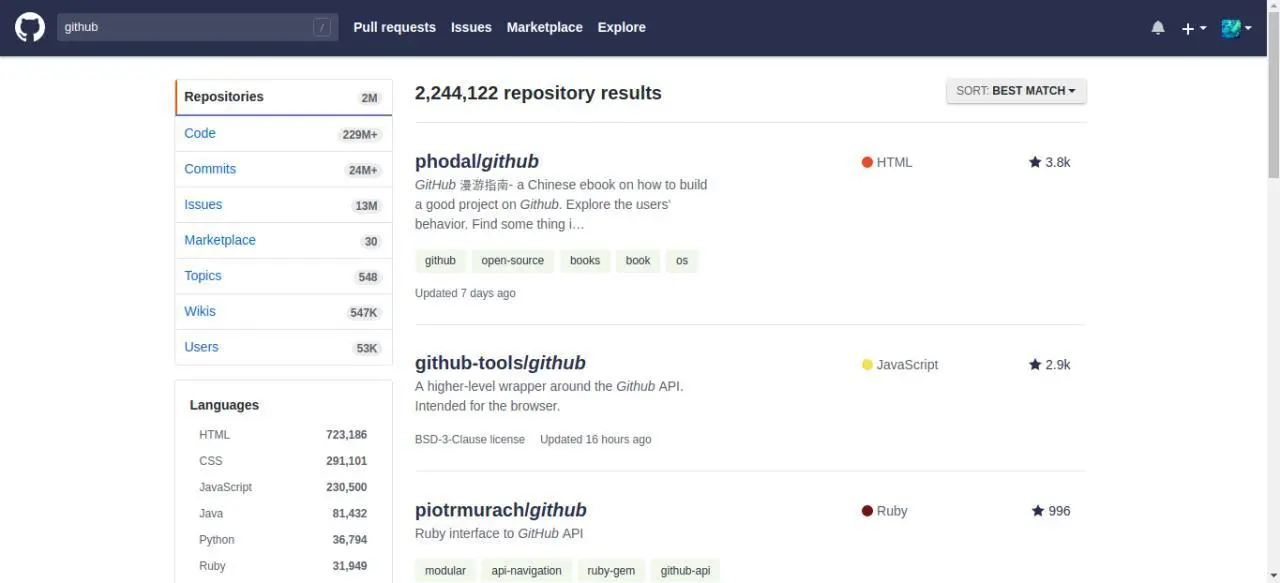 github /
Pull requests Issues Marketplace Explore
Repositories 2M
Code 229M+
Commits 24M+
Issues 13M
Marketplace 30
Topics 548
Wikis 547K
Users 53K
Languages
HTML 723,186
CSS 291,101
JavaScript 230,500
Java 81,432
Python 36,794
Ruby 31,949
2,244,122 repository results
SORT: BEST MATCH
phodal/github
HTML
3.8k
GitHub 漫游指南- a Chinese ebook on how to build
a good project on Github. Explore the users'
behavior. Find some thing i…
github open-source books book os
Updated 7 days ago
github-tools/github
JavaScript
2.9k
A higher-level wrapper around the Github API.
Intended for the browser.
BSD-3-Clause license Updated 16 hours ago
piotrmurach/github
Ruby
996
Ruby interface to GitHub API
modular api-navigation ruby-gem github-api